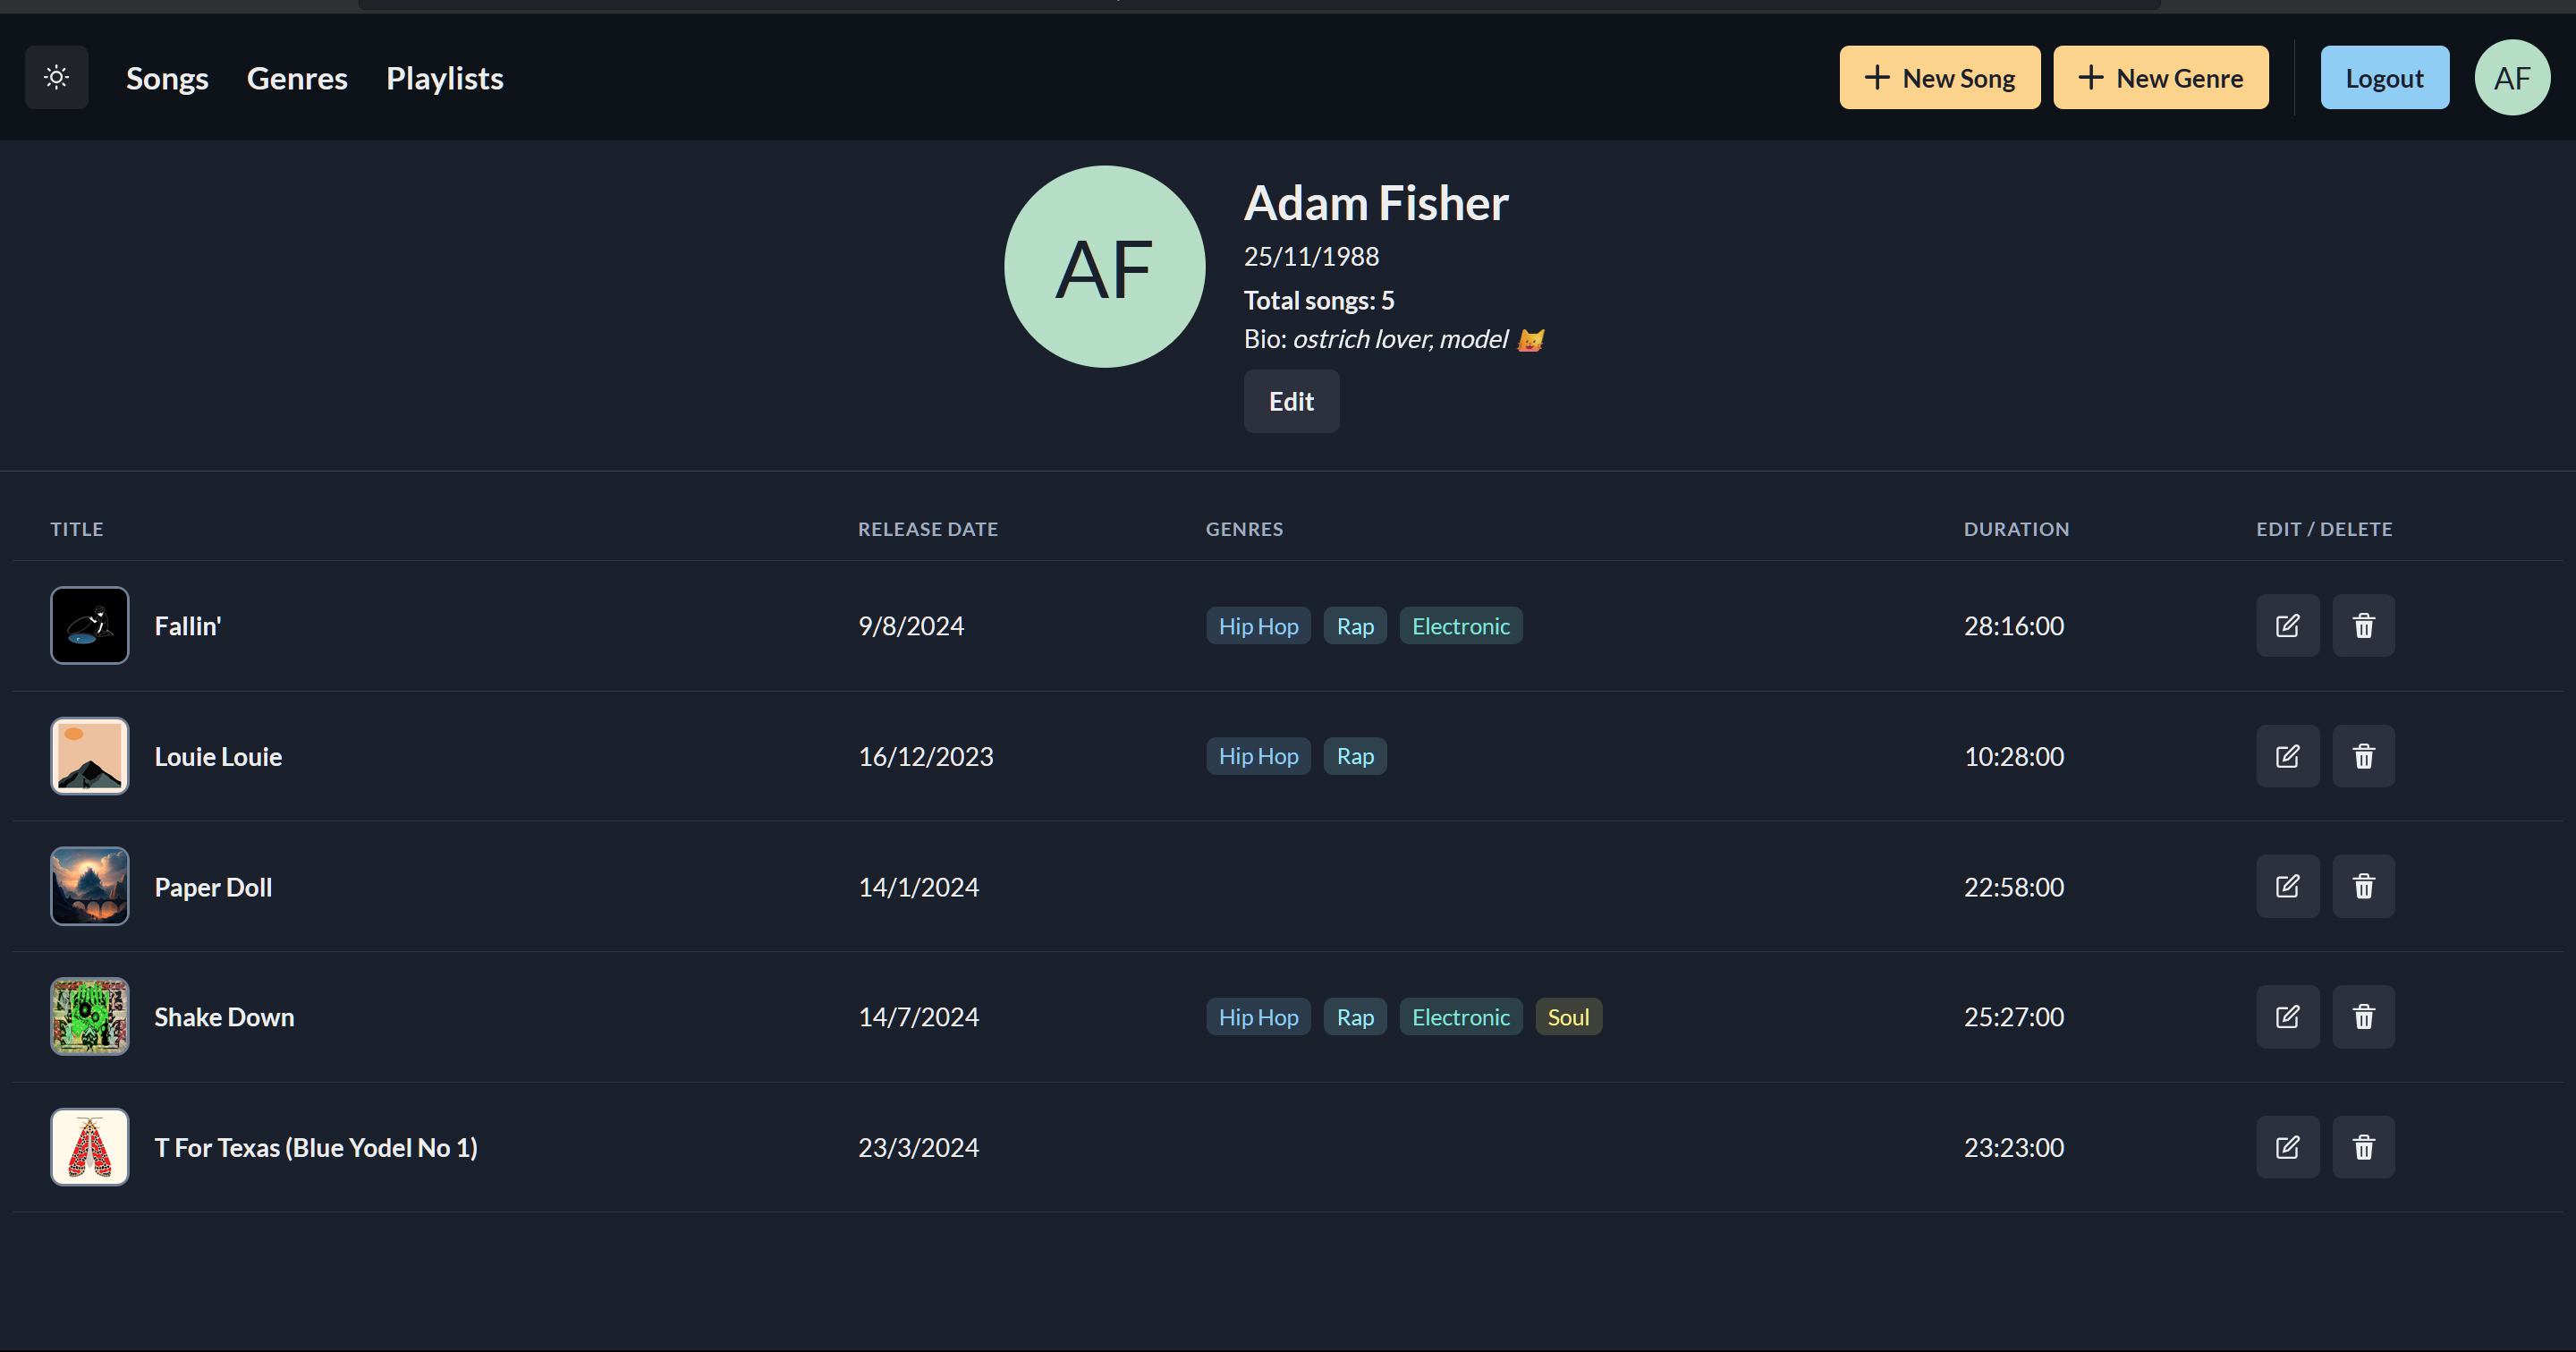 Songs Genres Playlists + New Song + New Genre Logout AF
AF
Adam Fisher
25/11/1988
Total songs: 5
Bio: ostrich lover, model 😼
Edit
TITLE RELEASE DATE GENRES DURATION EDIT / DELETE
Fallin' 9/8/2024 Hip Hop Rap Electronic 28:16:00
Louie Louie 16/12/2023 Hip Hop Rap 10:28:00
Paper Doll 14/1/2024 22:58:00
Shake Down 14/7/2024 Hip Hop Rap Electronic Soul 25:27:00
T For Texas (Blue Yodel No 1) 23/3/2024 23:23:00